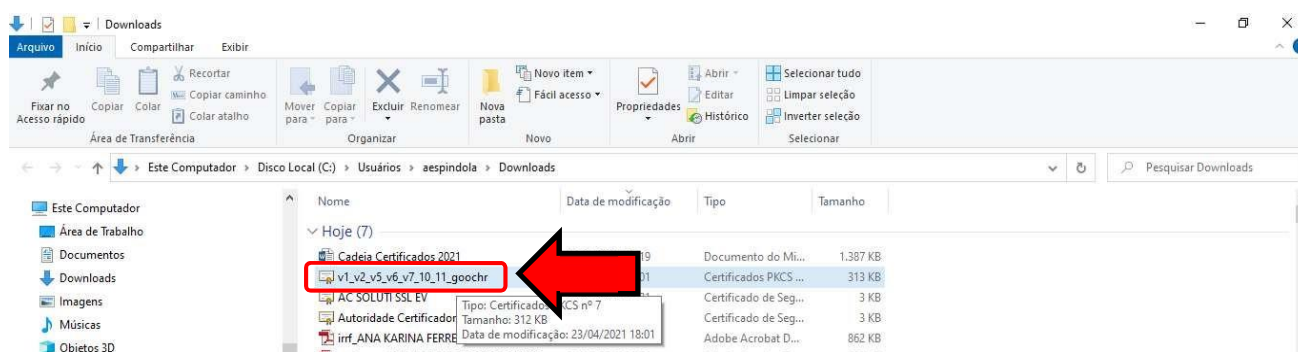 Downloads
Arquivo Início Compartilhar Exibir
Fixar no Acesso rápido
Copiar
Colar
Recortar
Copiar caminho
Colar atalho
Área de Transferência
Mover para
Copiar para
Excluir
Renomear
Organizar
Nova pasta
Novo item
Fácil acesso
Novo
Propriedades
Abrir
Editar
Histórico
Abrir
Selecionar tudo
Limpar seleção
Inverter seleção
Selecionar
Este Computador > Disco Local (C:) > Usuários > aespindola > Downloads
Pesquisar Downloads
Este Computador
Área de Trabalho
Documentos
Downloads
Imagens
Músicas
Objetos 3D
Nome Data de modificação Tipo Tamanho
Hoje (7)
Cadeia Certificados 2021 19 Documento do Mi... 1.387 KB
v1_v2_v5_v6_v7_10_11_goochr 01 Certificados PKCS ... 313 KB
AC SOLUTI SSL EV Certificado de Seg... 3 KB
Autoridade Certificador Certificado de Seg... 3 KB
irrf_ANA KARINA FERRE Adobe Acrobat D... 862 KB
Tipo: Certificados PKCS nº 7
Tamanho: 312 KB
Data de modificação: 23/04/2021 18:01